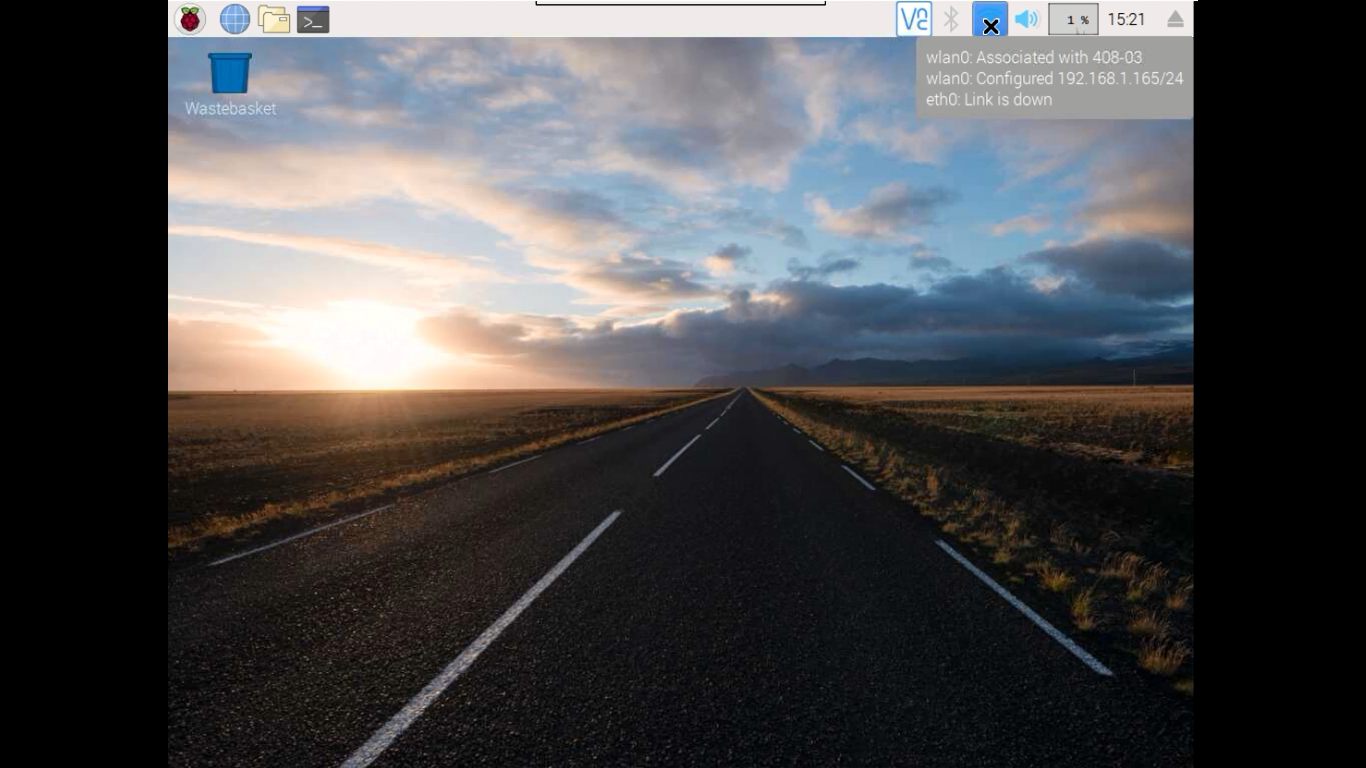 >_
V2
1 %
15:21
wlan0: Associated with 408-03
wlan0: Configured 192.168.1.165/24
eth0: Link is down
Wastebasket